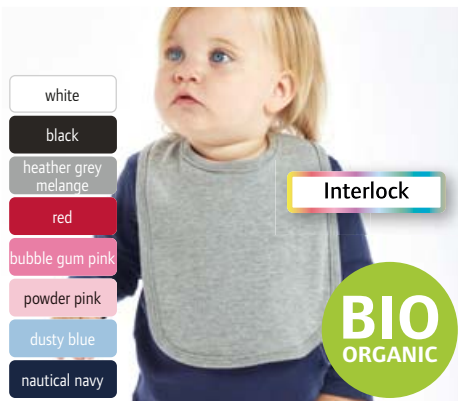 white
black
heather grey
melange
red
bubble gum pink
powder pink
dusty blue
nautical navy
Interlock
BIO
ORGANIC